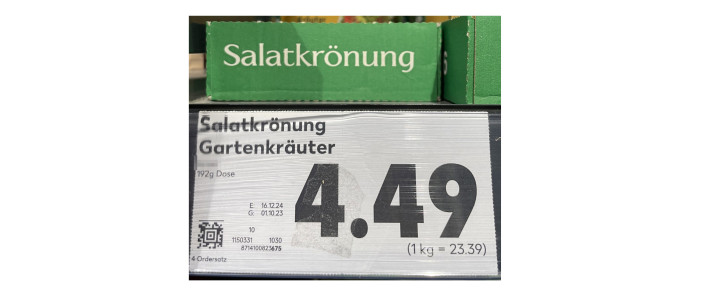 Salatkrönung
Salatkrönung
Gartenkräuter
192g Dose
4.49
E: 16.12.24
G: 01.10.23
10
1150331 1030
8714100823675
(1 kg = 23.39)
4 Ordersatz